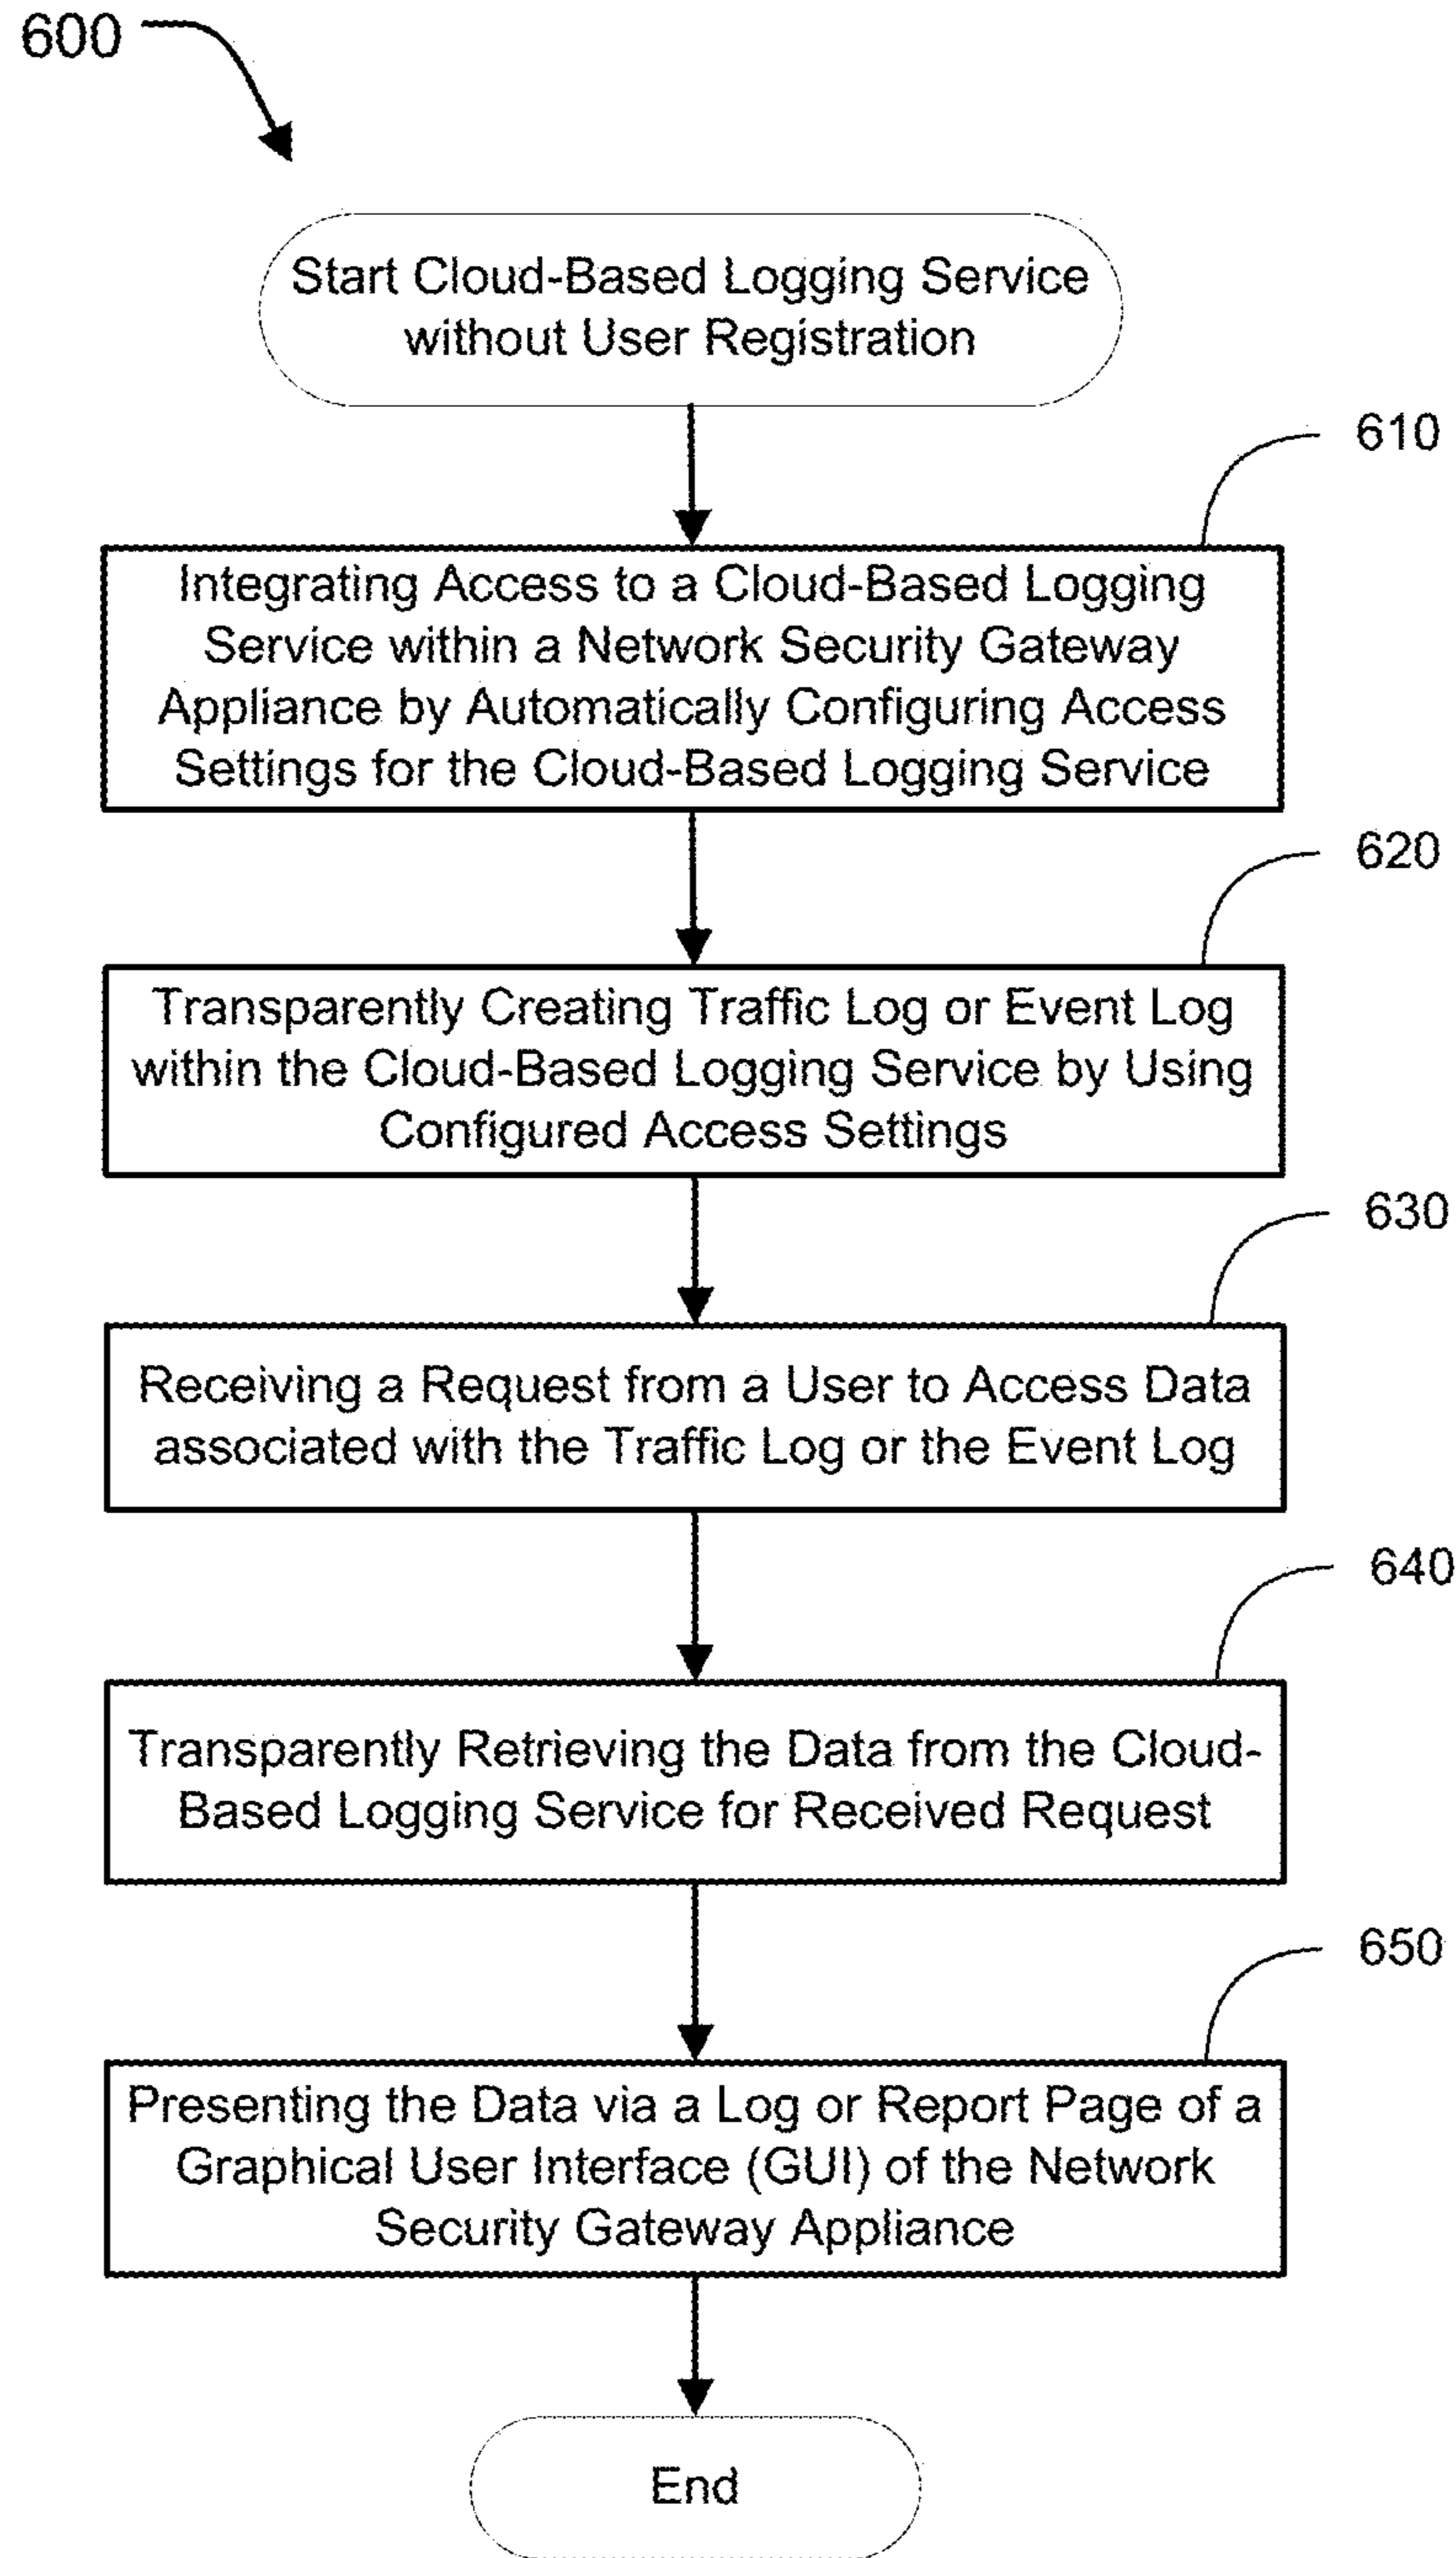 600
Start Cloud-Based Logging Service
without User Registration
610
Integrating Access to a Cloud-Based Logging
Service within a Network Security Gateway
Appliance by Automatically Configuring Access
Settings for the Cloud-Based Logging Service
620
Transparently Creating Traffic Log or Event Log
within the Cloud-Based Logging Service by Using
Configured Access Settings
630
Receiving a Request from a User to Access Data
associated with the Traffic Log or the Event Log
640
Transparently Retrieving the Data from the Cloud-
Based Logging Service for Received Request
650
Presenting the Data via a Log or Report Page of a
Graphical User Interface (GUI) of the Network
Security Gateway Appliance
End